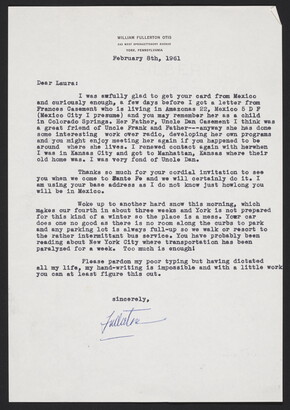 WILLIAM FULLERTON OTIS
YORK, PENNSYLVANIA
February 8th, 1961
Dear Laura:
I was awfully glad to get your card from Mexico
and curiously enough, a few days before I got a letter from
Frances Casement who is living in Amazonas 22, Mexico 5 D F
(Mexico City I presume) and you may remember her as a child
in Colorado Springs. Her Father, Uncle Dan Casement I think was
a great friend of Uncle Frank and Father---anyway she has done
some interesting work over radio, developing her own programs
and you might enjoy meeting her again if you happened to be
around where she lives. I renewed contact again with herwhen
I was in Kansas City and got to Manhattan, Kansas where their
old home was. I was very fond of Uncle Dan.
Thanks so much for your cordial invitation to see
you when we come to Sante Fe and we will certainly do it. I
am using your base address as I do not know just howlong you
will be in Mexico.
Woke up to another hard snow this morning, which
makes our fourth in about three weeks and York is not prepared
for this kind of a winter so the place is a mess. Your car
does one no good as there is no room along the curbs to park
and any parking lot is always full-up so we walk or resort to
the rather intermittant bus service. You have probably been
reading about New York City where transportation has been
paralysed for a week. Too much is enough!
Please pardom my poor typing but having dictated
all my life, my hand-writing is impossible and with a little work
you can at least figure this out.
sincerely,
Fullerton